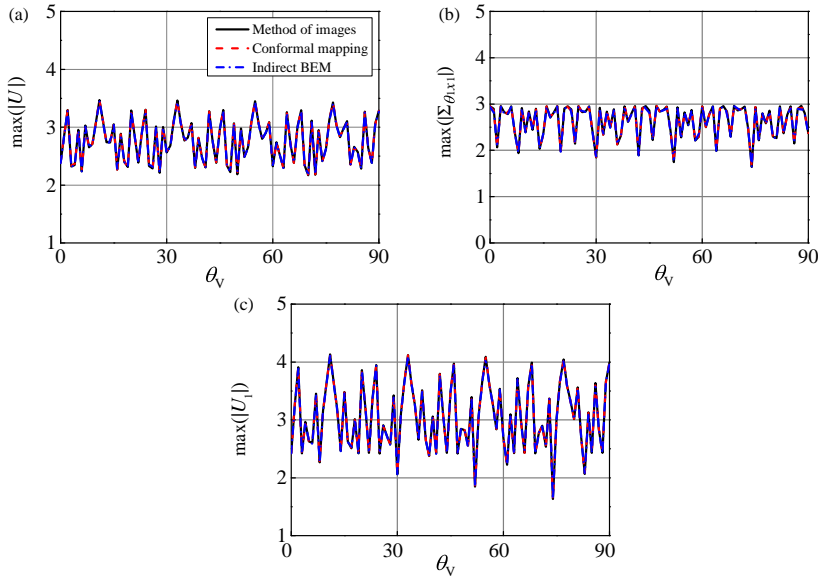 (a)
max(|U|)
5
4
3
2
1
0
30
60
90
θV
Method of images
Conformal mapping
Indirect BEM
(b)
max(|Σθ1x1|)
5
4
3
2
1
0
0
30
60
90
θV
(c)
max(|U1|)
5
4
3
2
1
0
30
60
90
θV